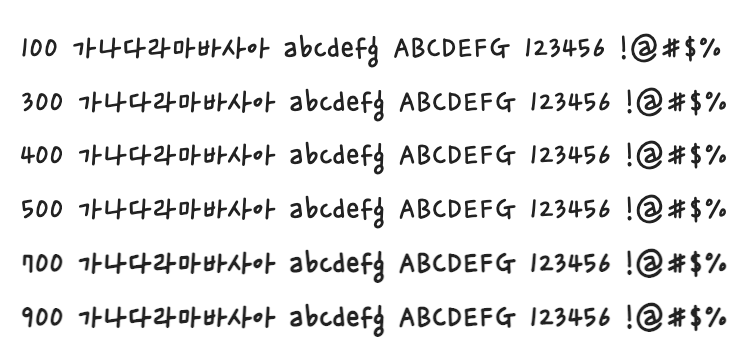 100 가나다라마바사아 abcdefg ABCDEFG 123456 !@#$%
300 가나다라마바사아 abcdefg ABCDEFG 123456 !@#$%
400 가나다라마바사아 abcdefg ABCDEFG 123456 !@#$%
500 가나다라마바사아 abcdefg ABCDEFG 123456 !@#$%
700 가나다라마바사아 abcdefg ABCDEFG 123456 !@#$%
900 가나다라마바사아 abcdefg ABCDEFG 123456 !@#$%